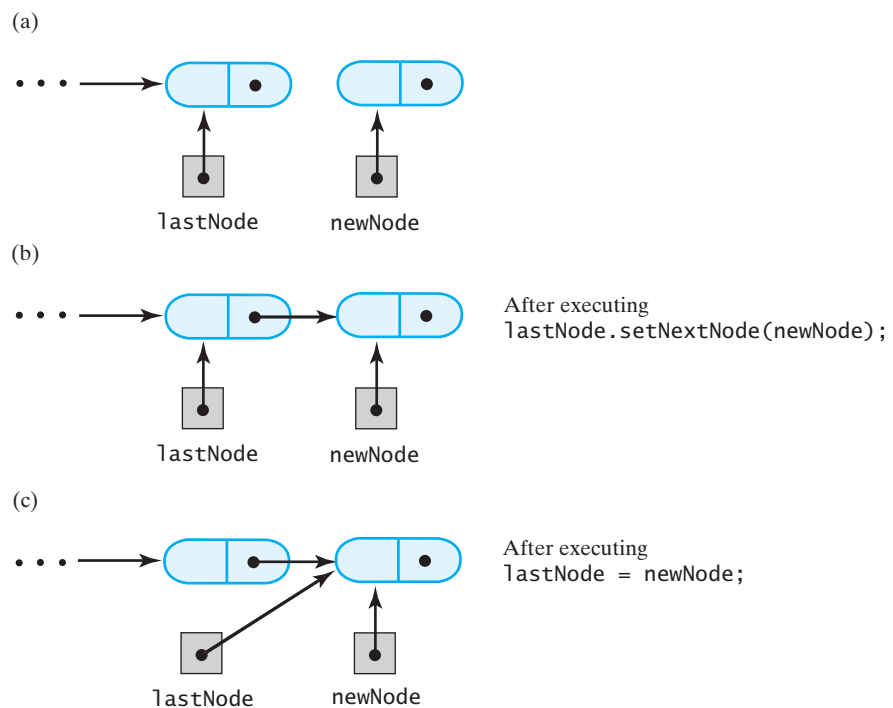 (a)
lastNode
newNode
(b)
After executing
lastNode.setNextNode(newNode);
lastNode
newNode
(c)
After executing
lastNode = newNode;
lastNode
newNode